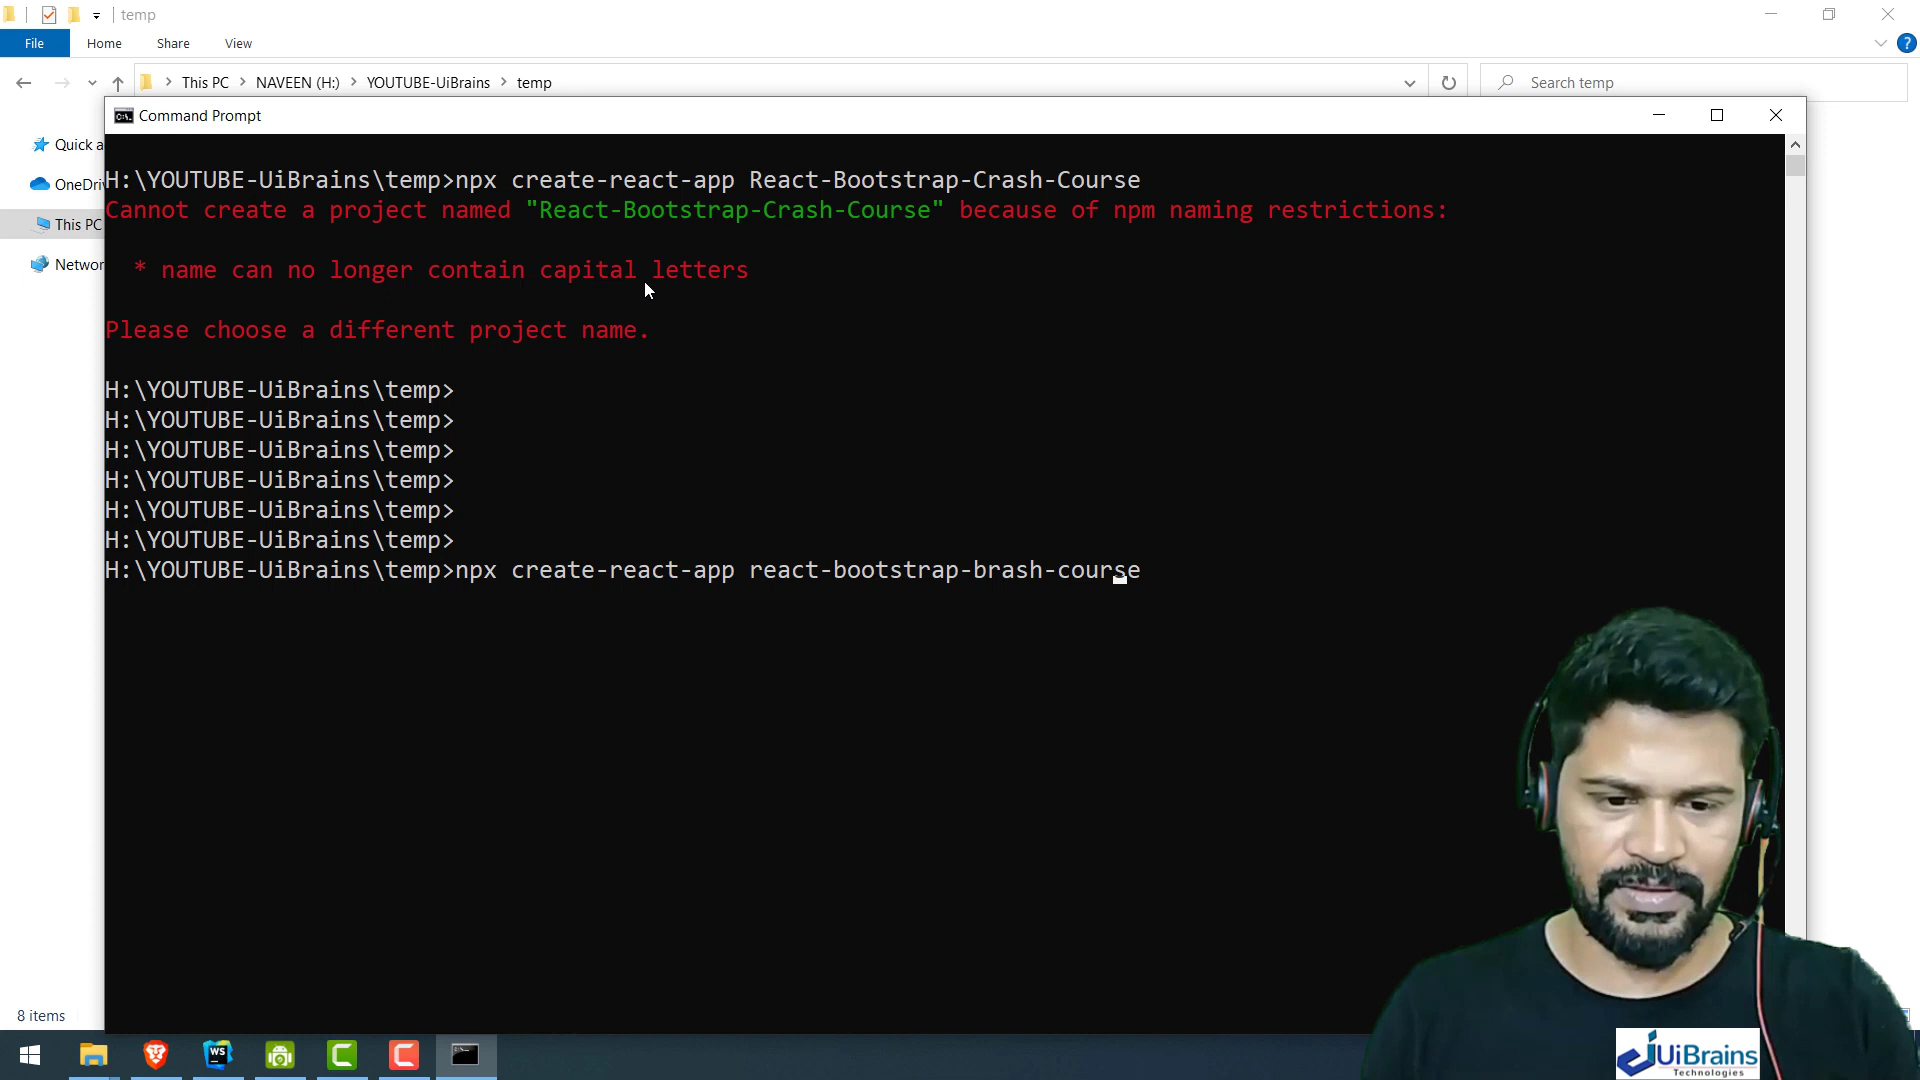 temp
File Home Share View
This PC NAVEEN (H:) YOUTUBE-UiBrains temp
Search temp
Command Prompt
Quick a
OneDri
This PC
Networ
H:\YOUTUBE-UiBrains\temp>npx create-react-app React-Bootstrap-Crash-Course
Cannot create a project named "React-Bootstrap-Crash-Course" because of npm naming restrictions:
* name can no longer contain capital letters
Please choose a different project name.
H:\YOUTUBE-UiBrains\temp>
H:\YOUTUBE-UiBrains\temp>
H:\YOUTUBE-UiBrains\temp>
H:\YOUTUBE-UiBrains\temp>
H:\YOUTUBE-UiBrains\temp>
H:\YOUTUBE-UiBrains\temp>
H:\YOUTUBE-UiBrains\temp>npx create-react-app react-bootstrap-brash-course
8 items
WS
UiBrains
Technologies